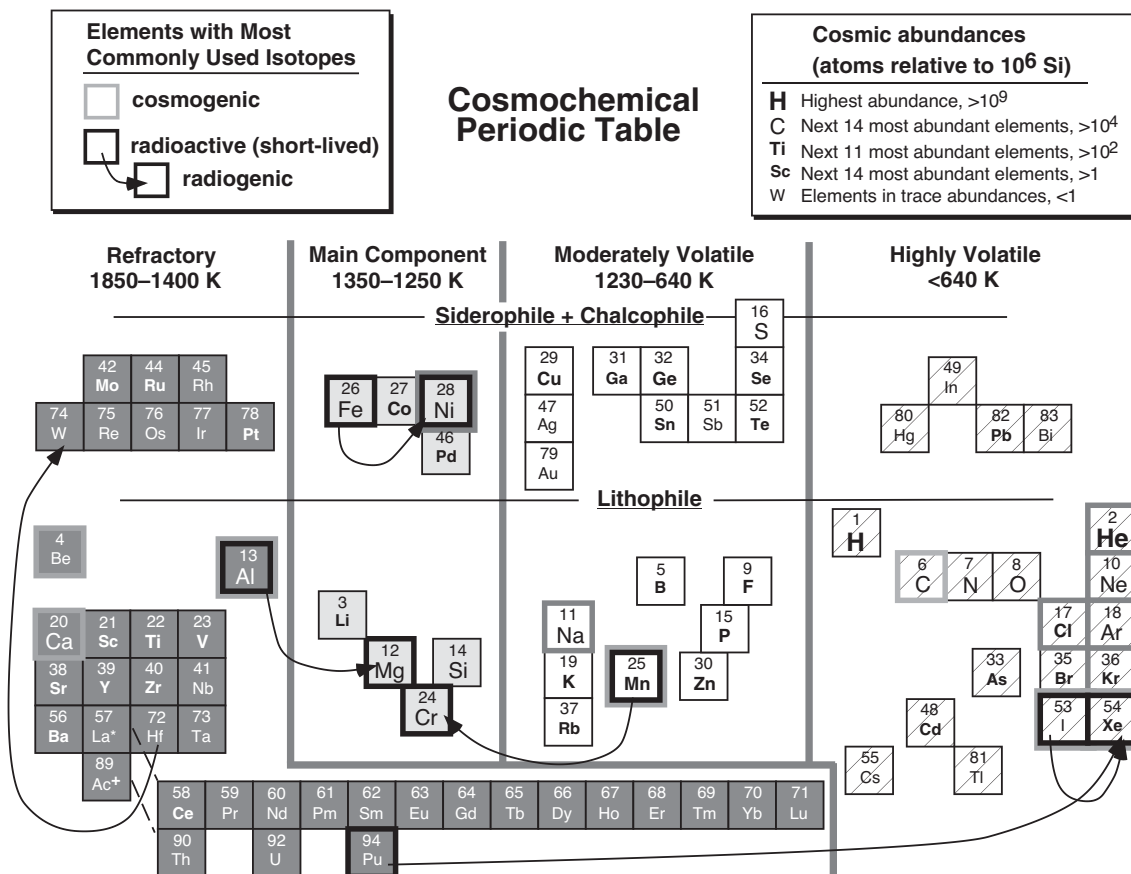 Elements with Most
Commonly Used Isotopes
cosmogenic
radioactive (short-lived)
radiogenic
Cosmochemical
Periodic Table
Cosmic abundances
(atoms relative to 10⁶ Si)
H Highest abundance, >10⁹
C Next 14 most abundant elements, >10⁴
Ti Next 11 most abundant elements, >10²
Sc Next 14 most abundant elements, >1
W Elements in trace abundances, <1
Refractory
1850–1400 K
Main Component
1350–1250 K
Moderately Volatile
1230–640 K
Highly Volatile
<640 K
Siderophile + Chalcophile
16
S
42 44 45
Mo Ru Rh
74 75 76 77 78
W Re Os Ir Pt
26 27 28
Fe Co Ni
46
Pd
29 31 32 34
Cu Ga Ge Se
47 50 51 52
Ag Sn Sb Te
79
Au
49
In
80 82 83
Hg Pb Bi
Lithophile
4
Be
13
Al
20 21 22 23
Ca Sc Ti V
38 39 40 41
Sr Y Zr Nb
56 57 72 73
Ba La* Hf Ta
89
Ac+
3
Li
12 14
Mg Si
24
Cr
5 9
B F
11 15
Na P
19 25 30
K Mn Zn
37
Rb
1 2
H He
6 7 8 10
C N O Ne
17 18
Cl Ar
33 35 36
As Br Kr
48 53 54
Cd I Xe
55 81
Cs Tl
58 59 60 61 62 63 64 65 66 67 68 69 70 71
Ce Pr Nd Pm Sm Eu Gd Tb Dy Ho Er Tm Yb Lu
90 92 94
Th U Pu